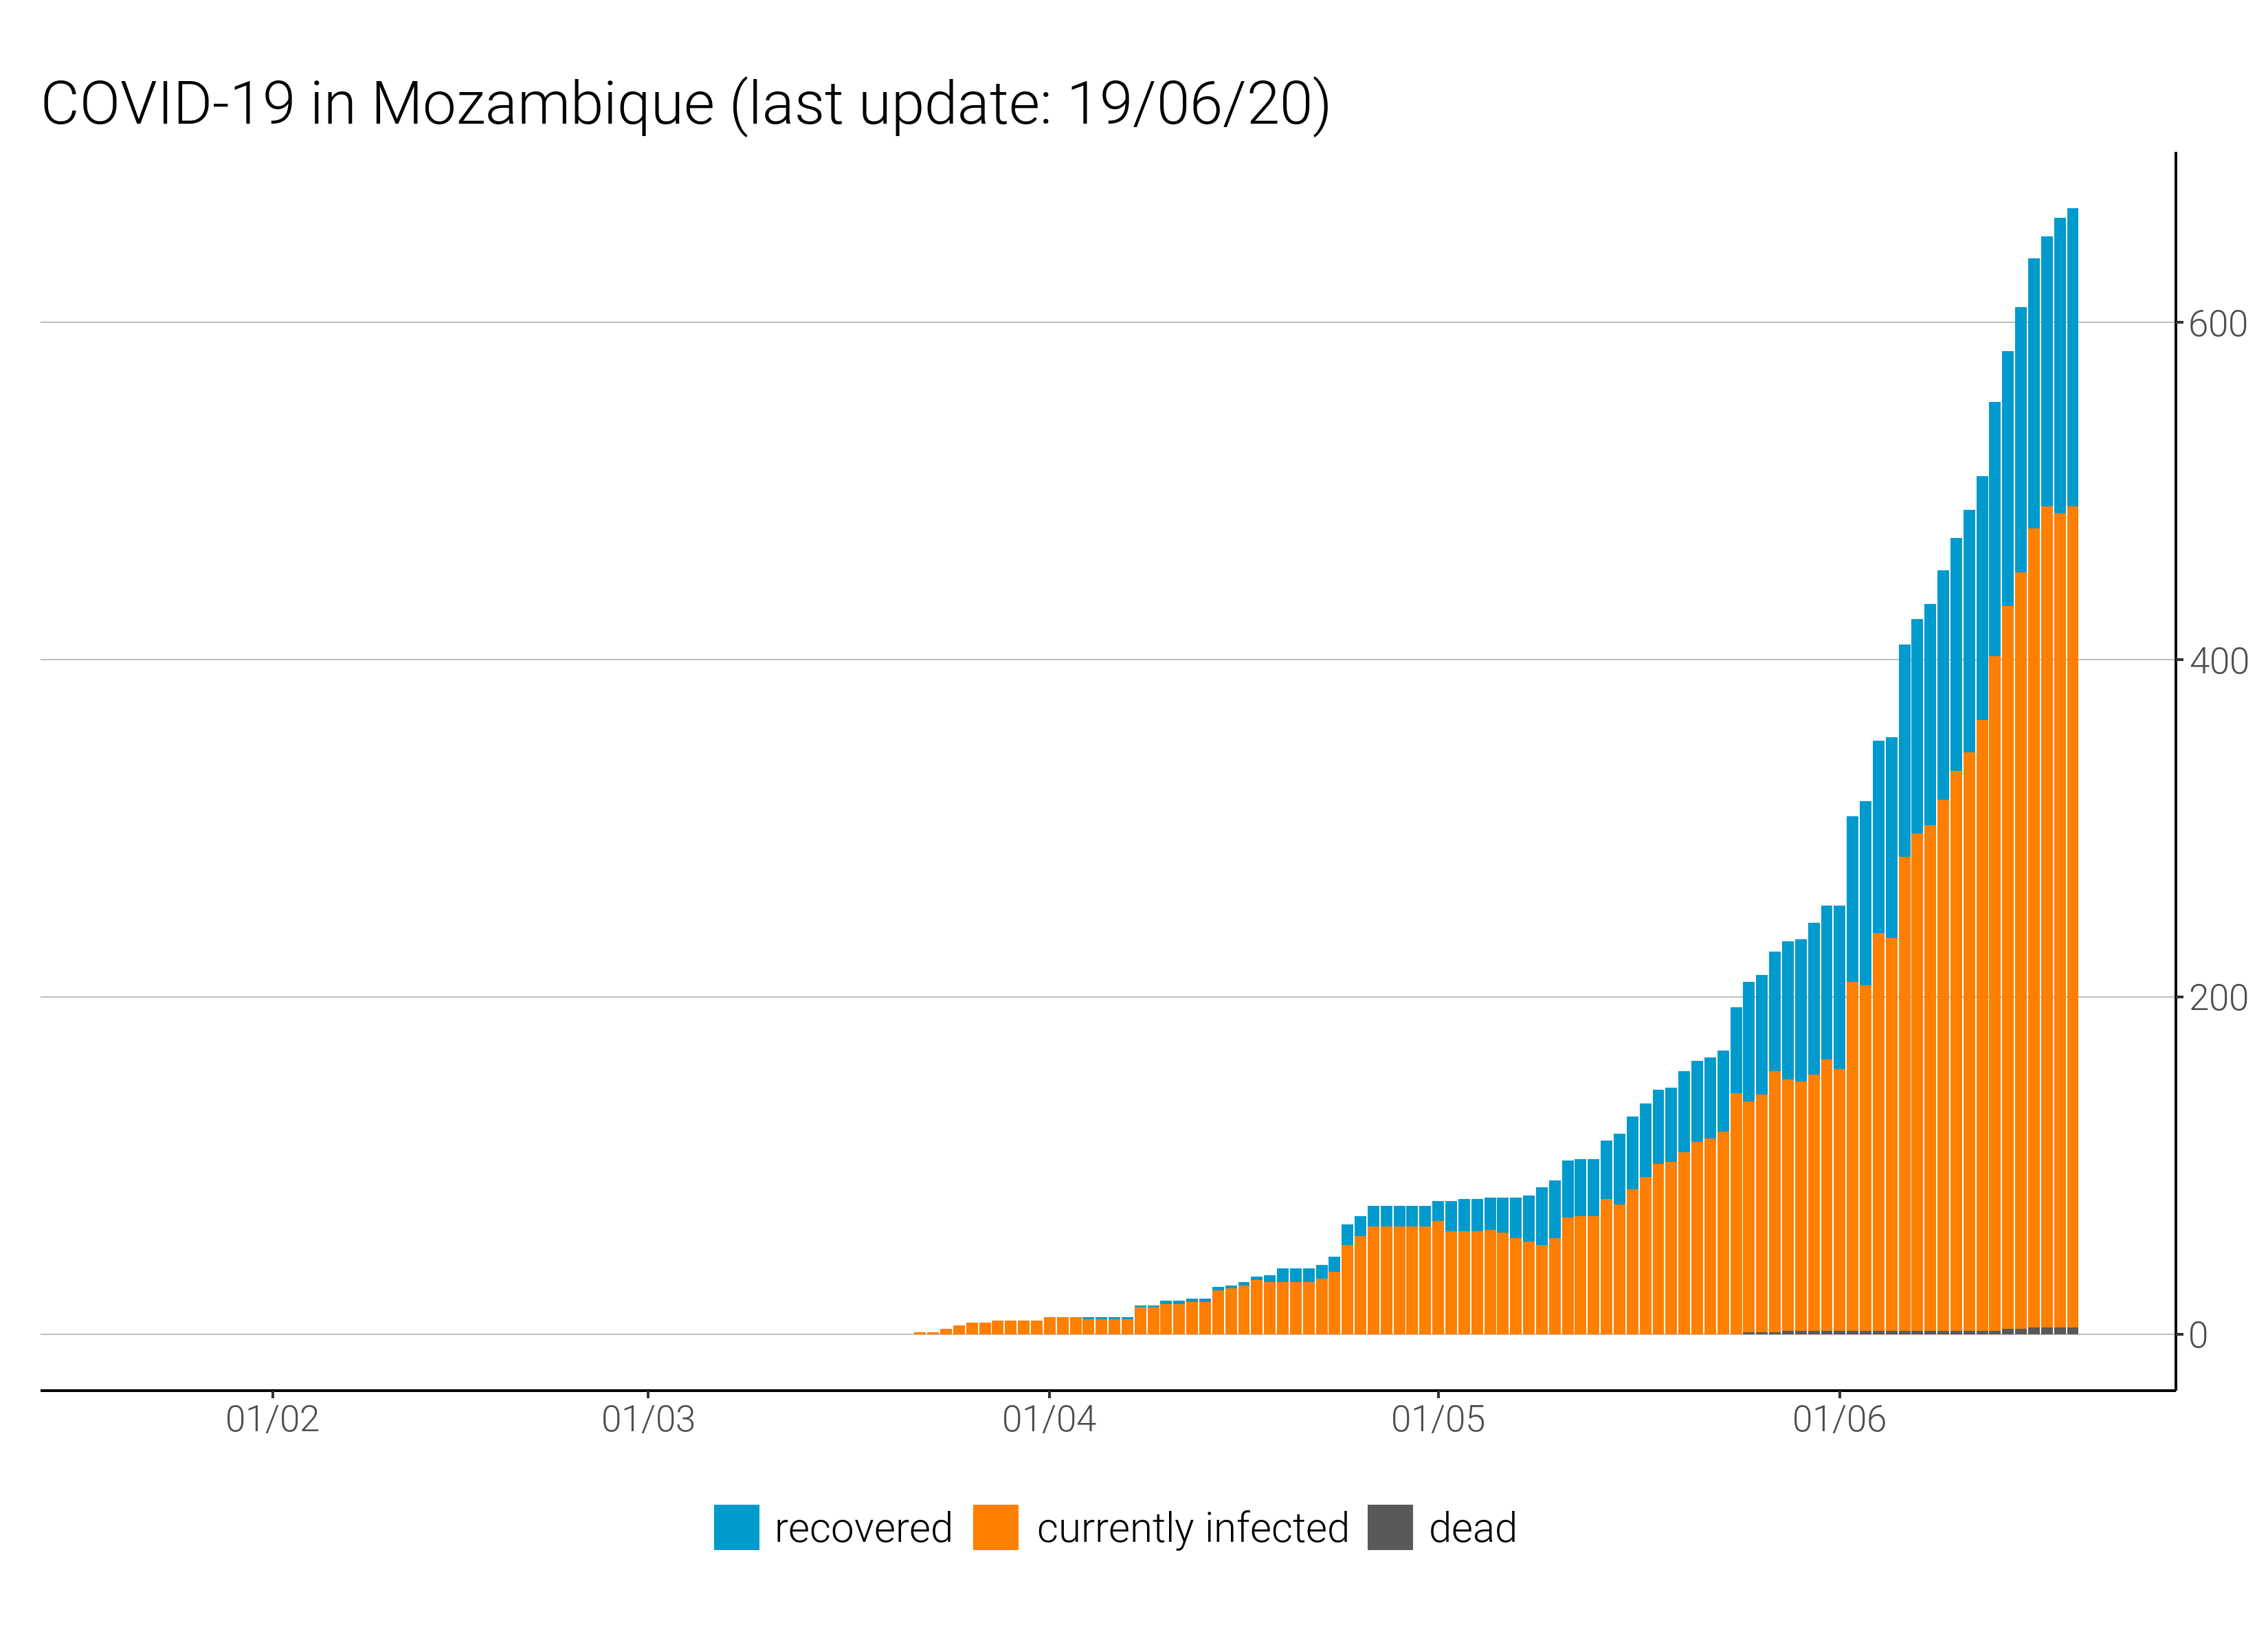 COVID-19 in Mozambique (last update: 19/06/20)
600
400
200
0
01/02 01/03 01/04 01/05 01/06
recovered currently infected dead